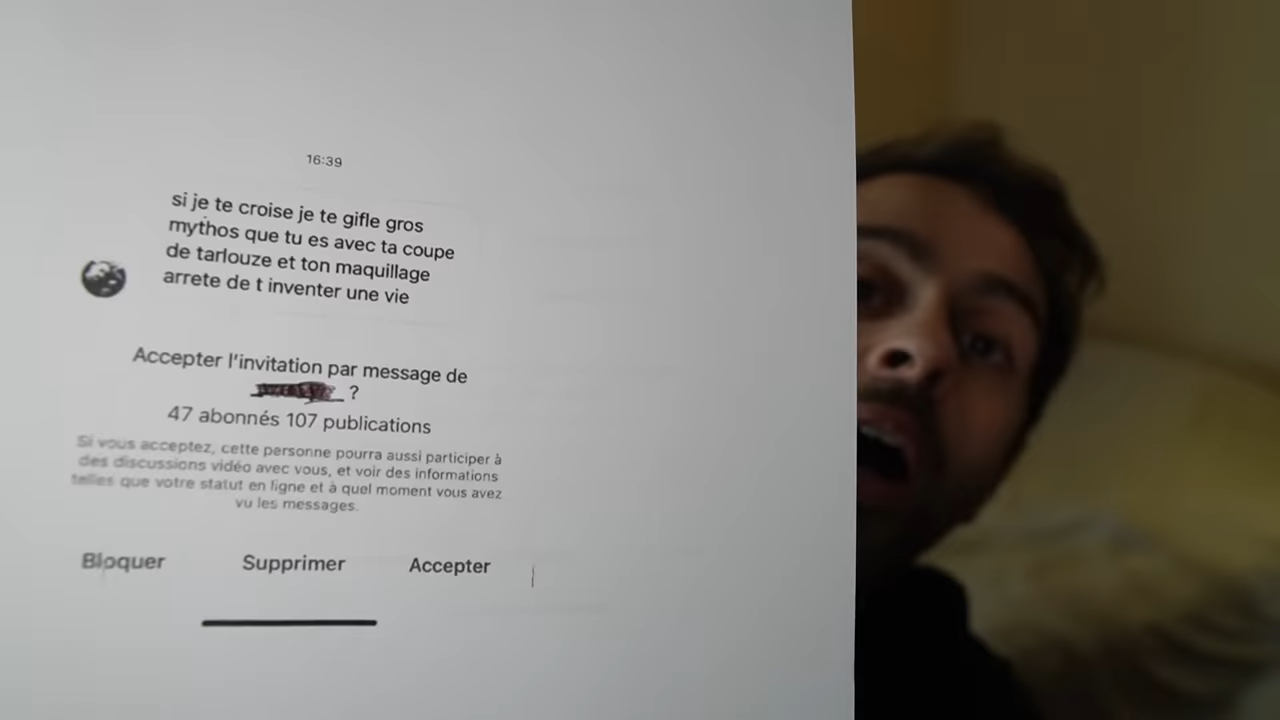 16:39
si je te croise je te gifle gros
mythos que tu es avec ta coupe
de tarlouze et ton maquillage
arrete de t inventer une vie
Accepter l'invitation par message de
?
47 abonnés 107 publications
Si vous acceptez, cette personne pourra aussi participer à
des discussions vidéo avec vous, et voir des informations
telles que votre statut en ligne et à quel moment vous avez
vu les messages.
Bloquer Supprimer Accepter